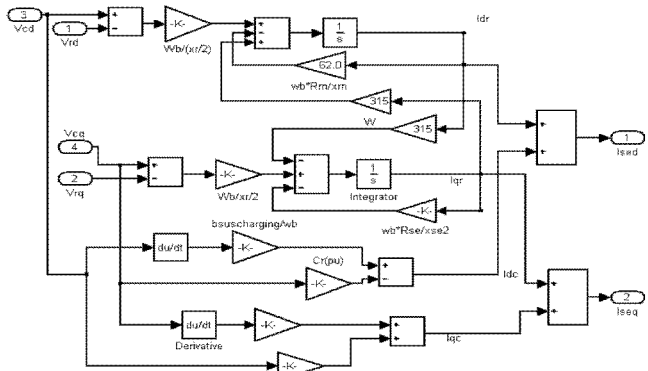 3
Vcd
1
Vrd
-K-
Wb/(xr/2)
1
s
Idr
62.0
wb*Rm/xm
315
W
315
1
Ised
Vcq
4
2
Vrq
-K-
Wb/xr/2
1
s
Integrator
Iqr
-K-
wb*Rse/xse2
bsuscharging/wb
du/dt
-K-
Cr(pu)
-K-
Idc
2
Iseq
du/dt
Derivative
-K-
Iqc
-K-